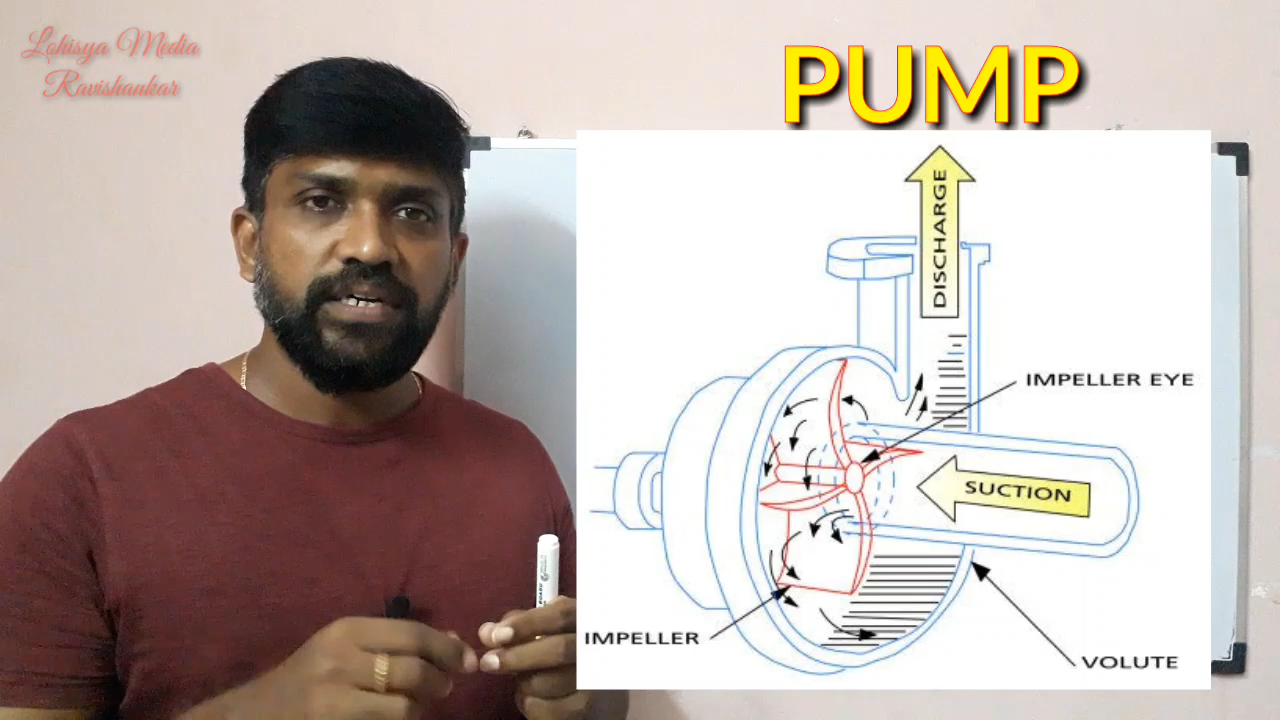 Lohisya Media
Ravishankar
PUMP
DISCHARGE
IMPELLER EYE
SUCTION
IMPELLER
VOLUTE